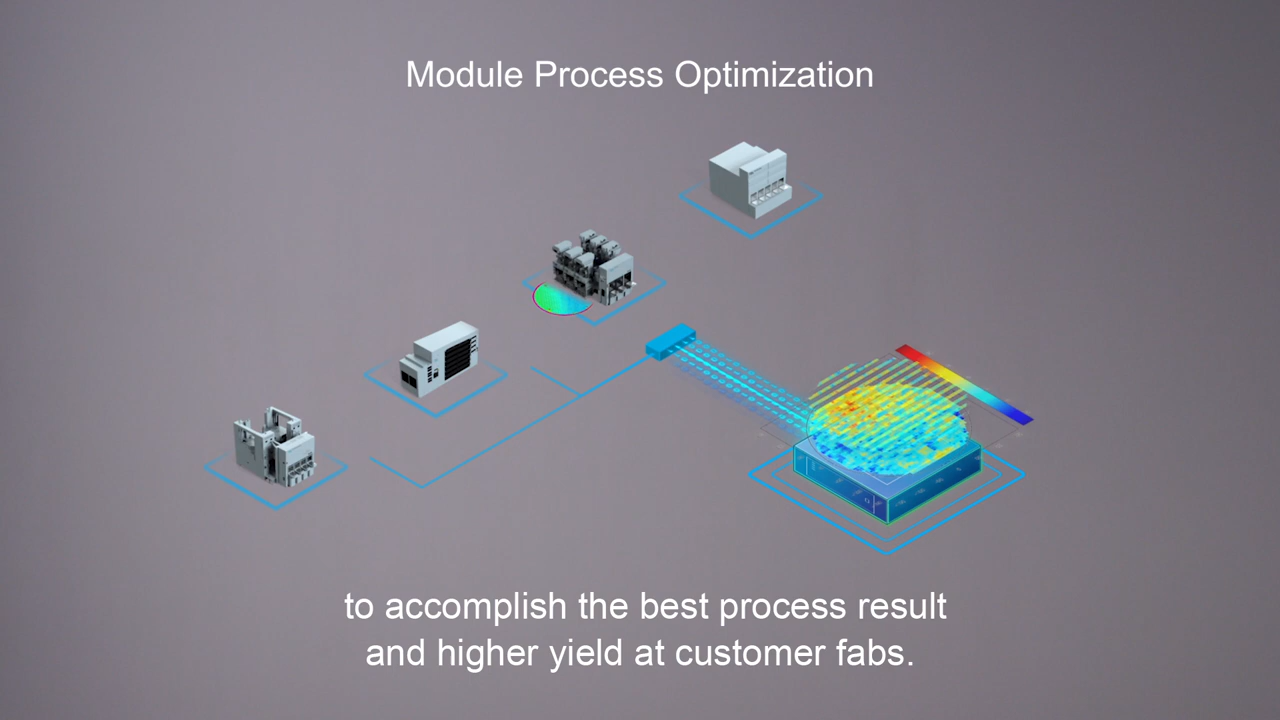 Module Process Optimization
to accomplish the best process result
and higher yield at customer fabs.